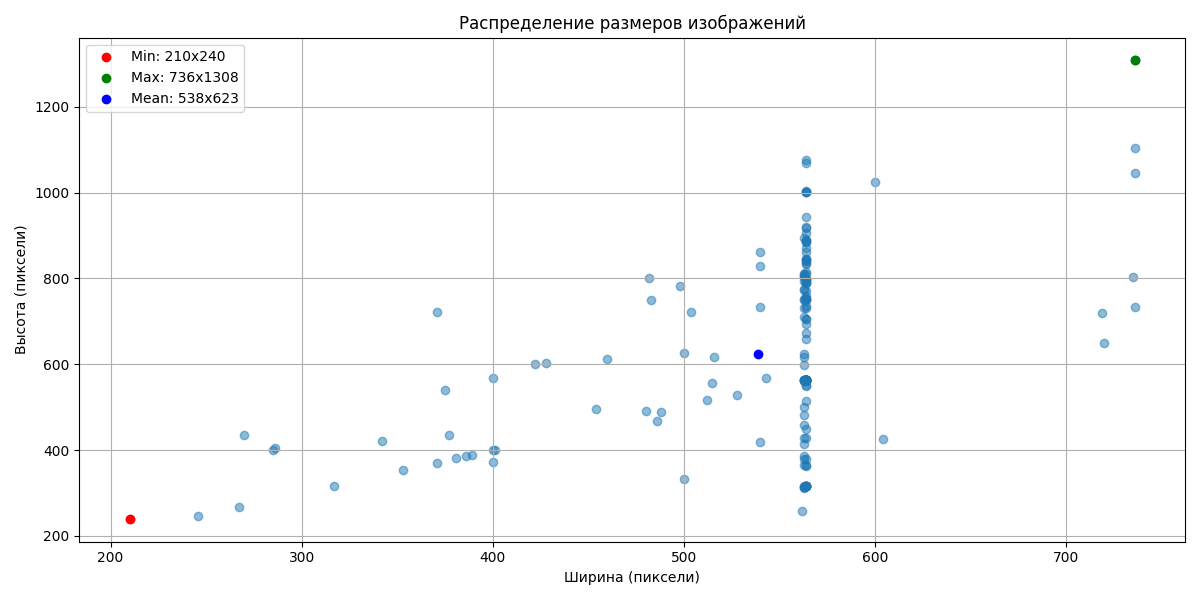 Распределение размеров изображений
Min: 210x240
Max: 736x1308
Mean: 538x623
Высота (пиксели)
1200
1000
800
600
400
200
200 300 400 500 600 700
Ширина (пиксели)